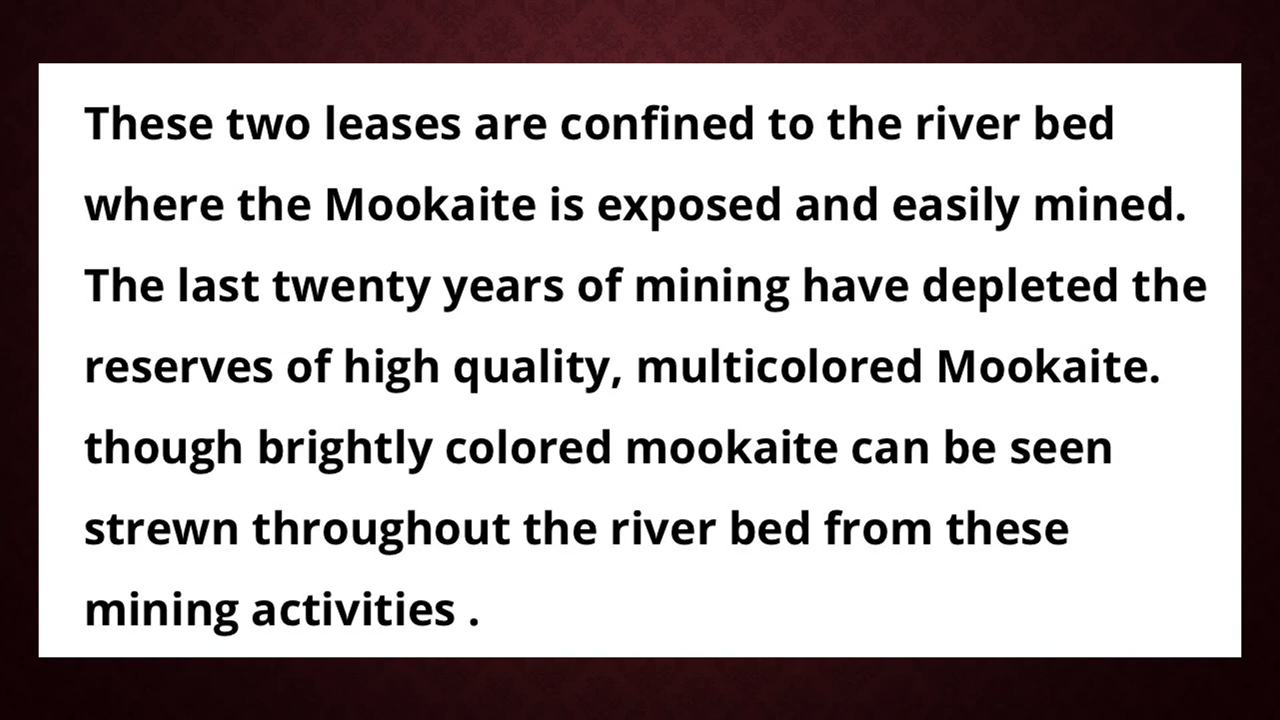 These two leases are confined to the river bed
where the Mookaite is exposed and easily mined.
The last twenty years of mining have depleted the
reserves of high quality, multicolored Mookaite.
though brightly colored mookaite can be seen
strewn throughout the river bed from these
mining activities .